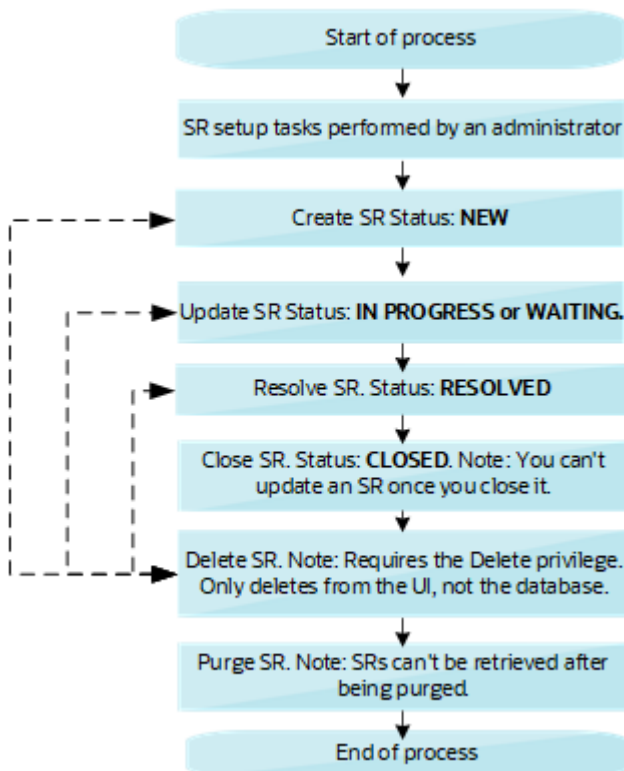 Start of process
SR setup tasks performed by an administrator
Create SR Status: NEW
Update SR Status: IN PROGRESS or WAITING.
Resolve SR. Status: RESOLVED
Close SR. Status: CLOSED. Note: You can't
update an SR once you close it.
Delete SR. Note: Requires the Delete privilege.
Only deletes from the UI, not the database.
Purge SR. Note: SRs can't be retrieved after
being purged.
End of process